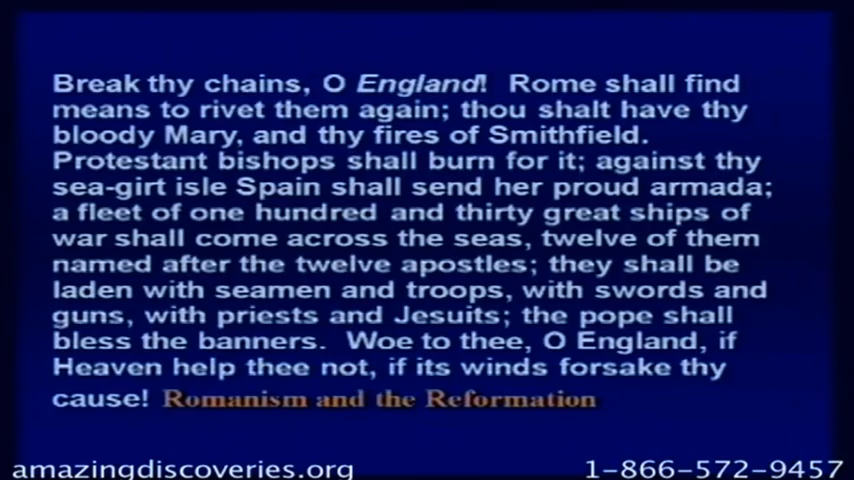 Break thy chains, O England! Rome shall find
means to rivet them again; thou shalt have thy
bloody Mary, and thy fires of Smithfield.
Protestant bishops shall burn for it; against thy
sea-girt isle Spain shall send her proud armada;
a fleet of one hundred and thirty great ships of
war shall come across the seas, twelve of them
named after the twelve apostles; they shall be
laden with seamen and troops, with swords and
guns, with priests and Jesuits; the pope shall
bless the banners. Woe to thee, O England, if
Heaven help thee not, if its winds forsake thy
cause! Romanism and the Reformation
amazingdiscoveries.org 1-866-572-9457